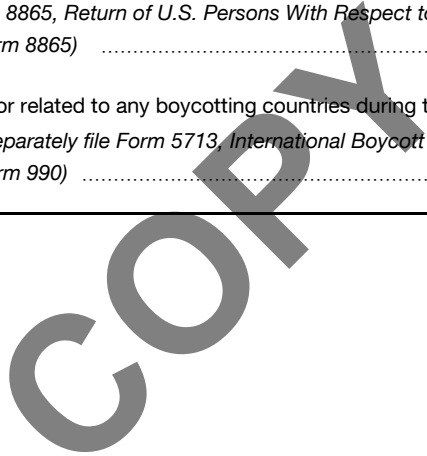 8865, Return of U.S. Persons With Respect to
rm 8865) ........................................................
or related to any boycotting countries during t
eparately file Form 5713, International Boycott
rm 990) ............................................................
COPY